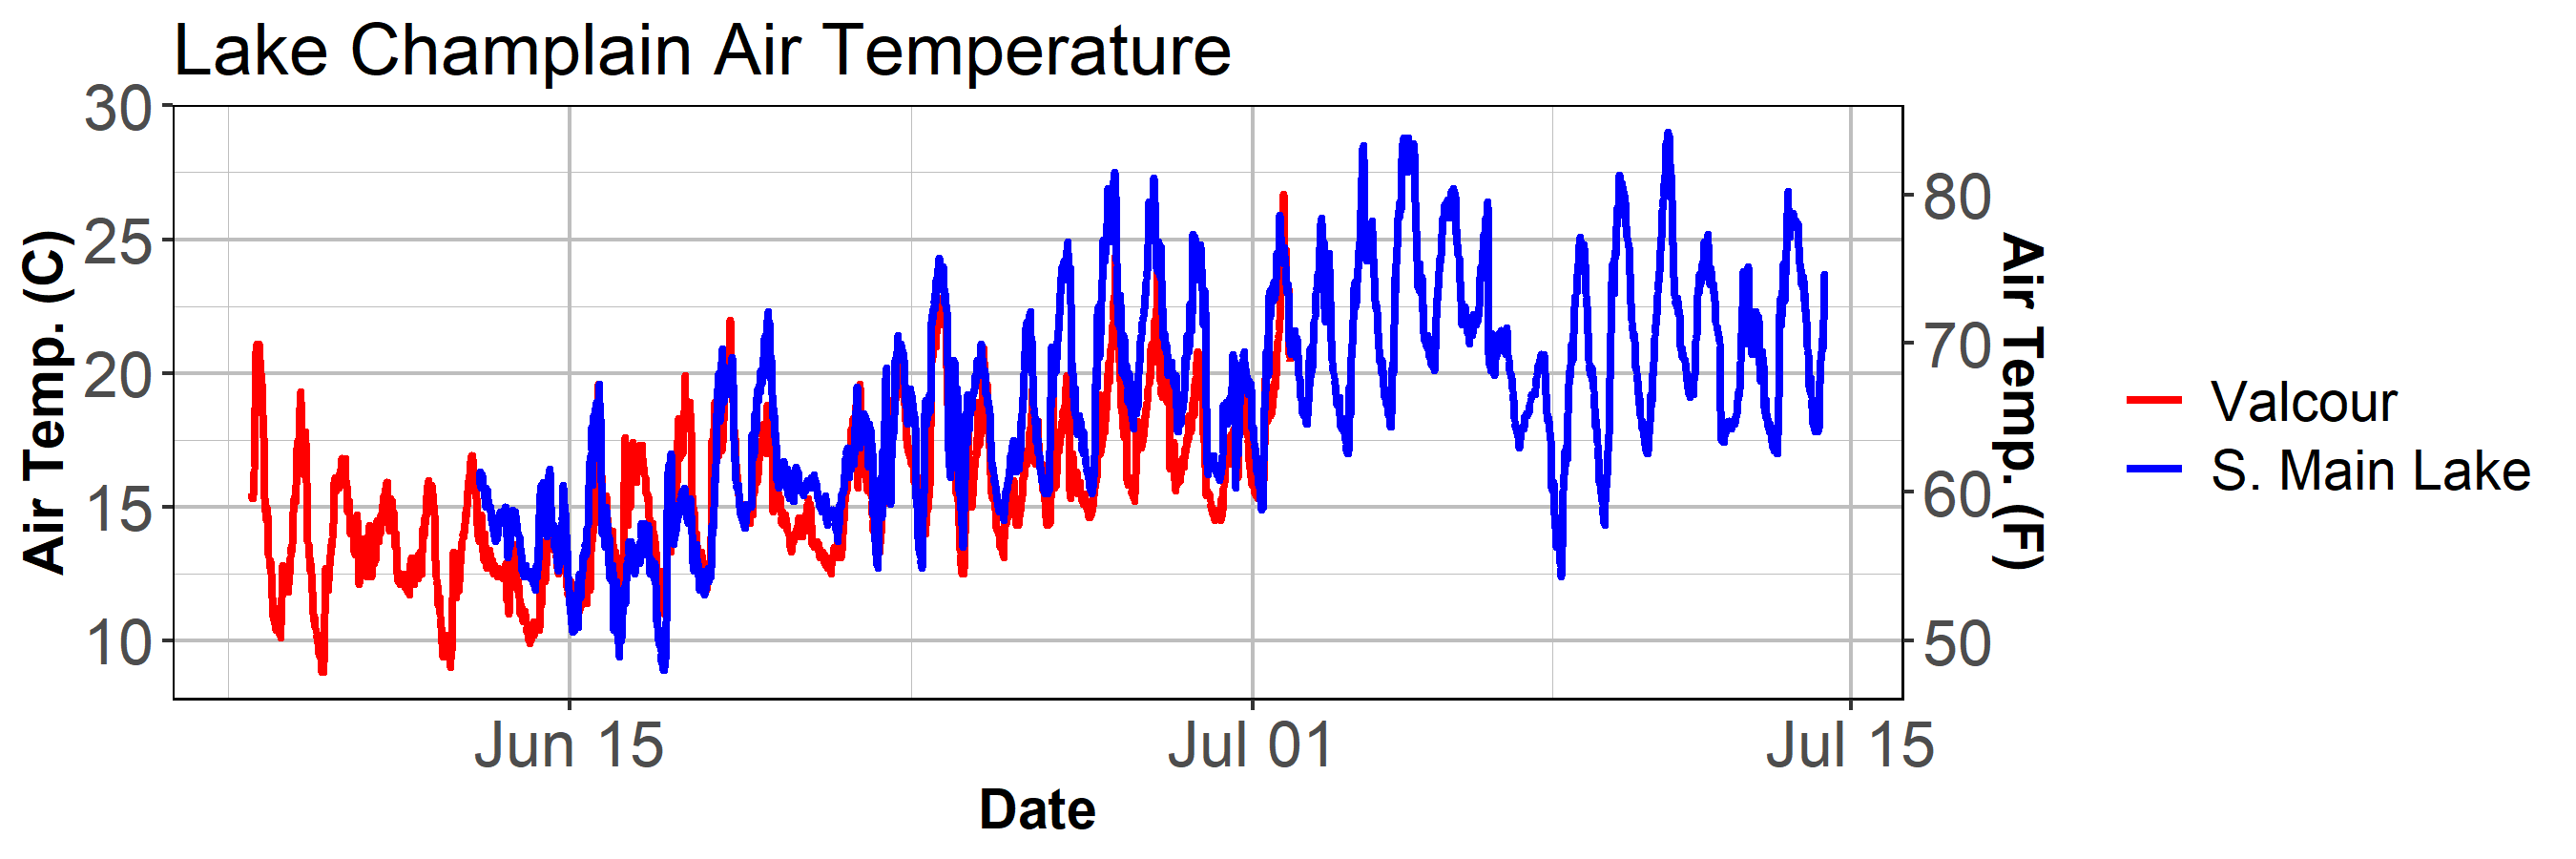 Lake Champlain Air Temperature
30
25
20
15
10
Air Temp. (C)
80
70
60
50
Air Temp. (F)
Jun 15
Jul 01
Jul 15
Date
Valcour
S. Main Lake